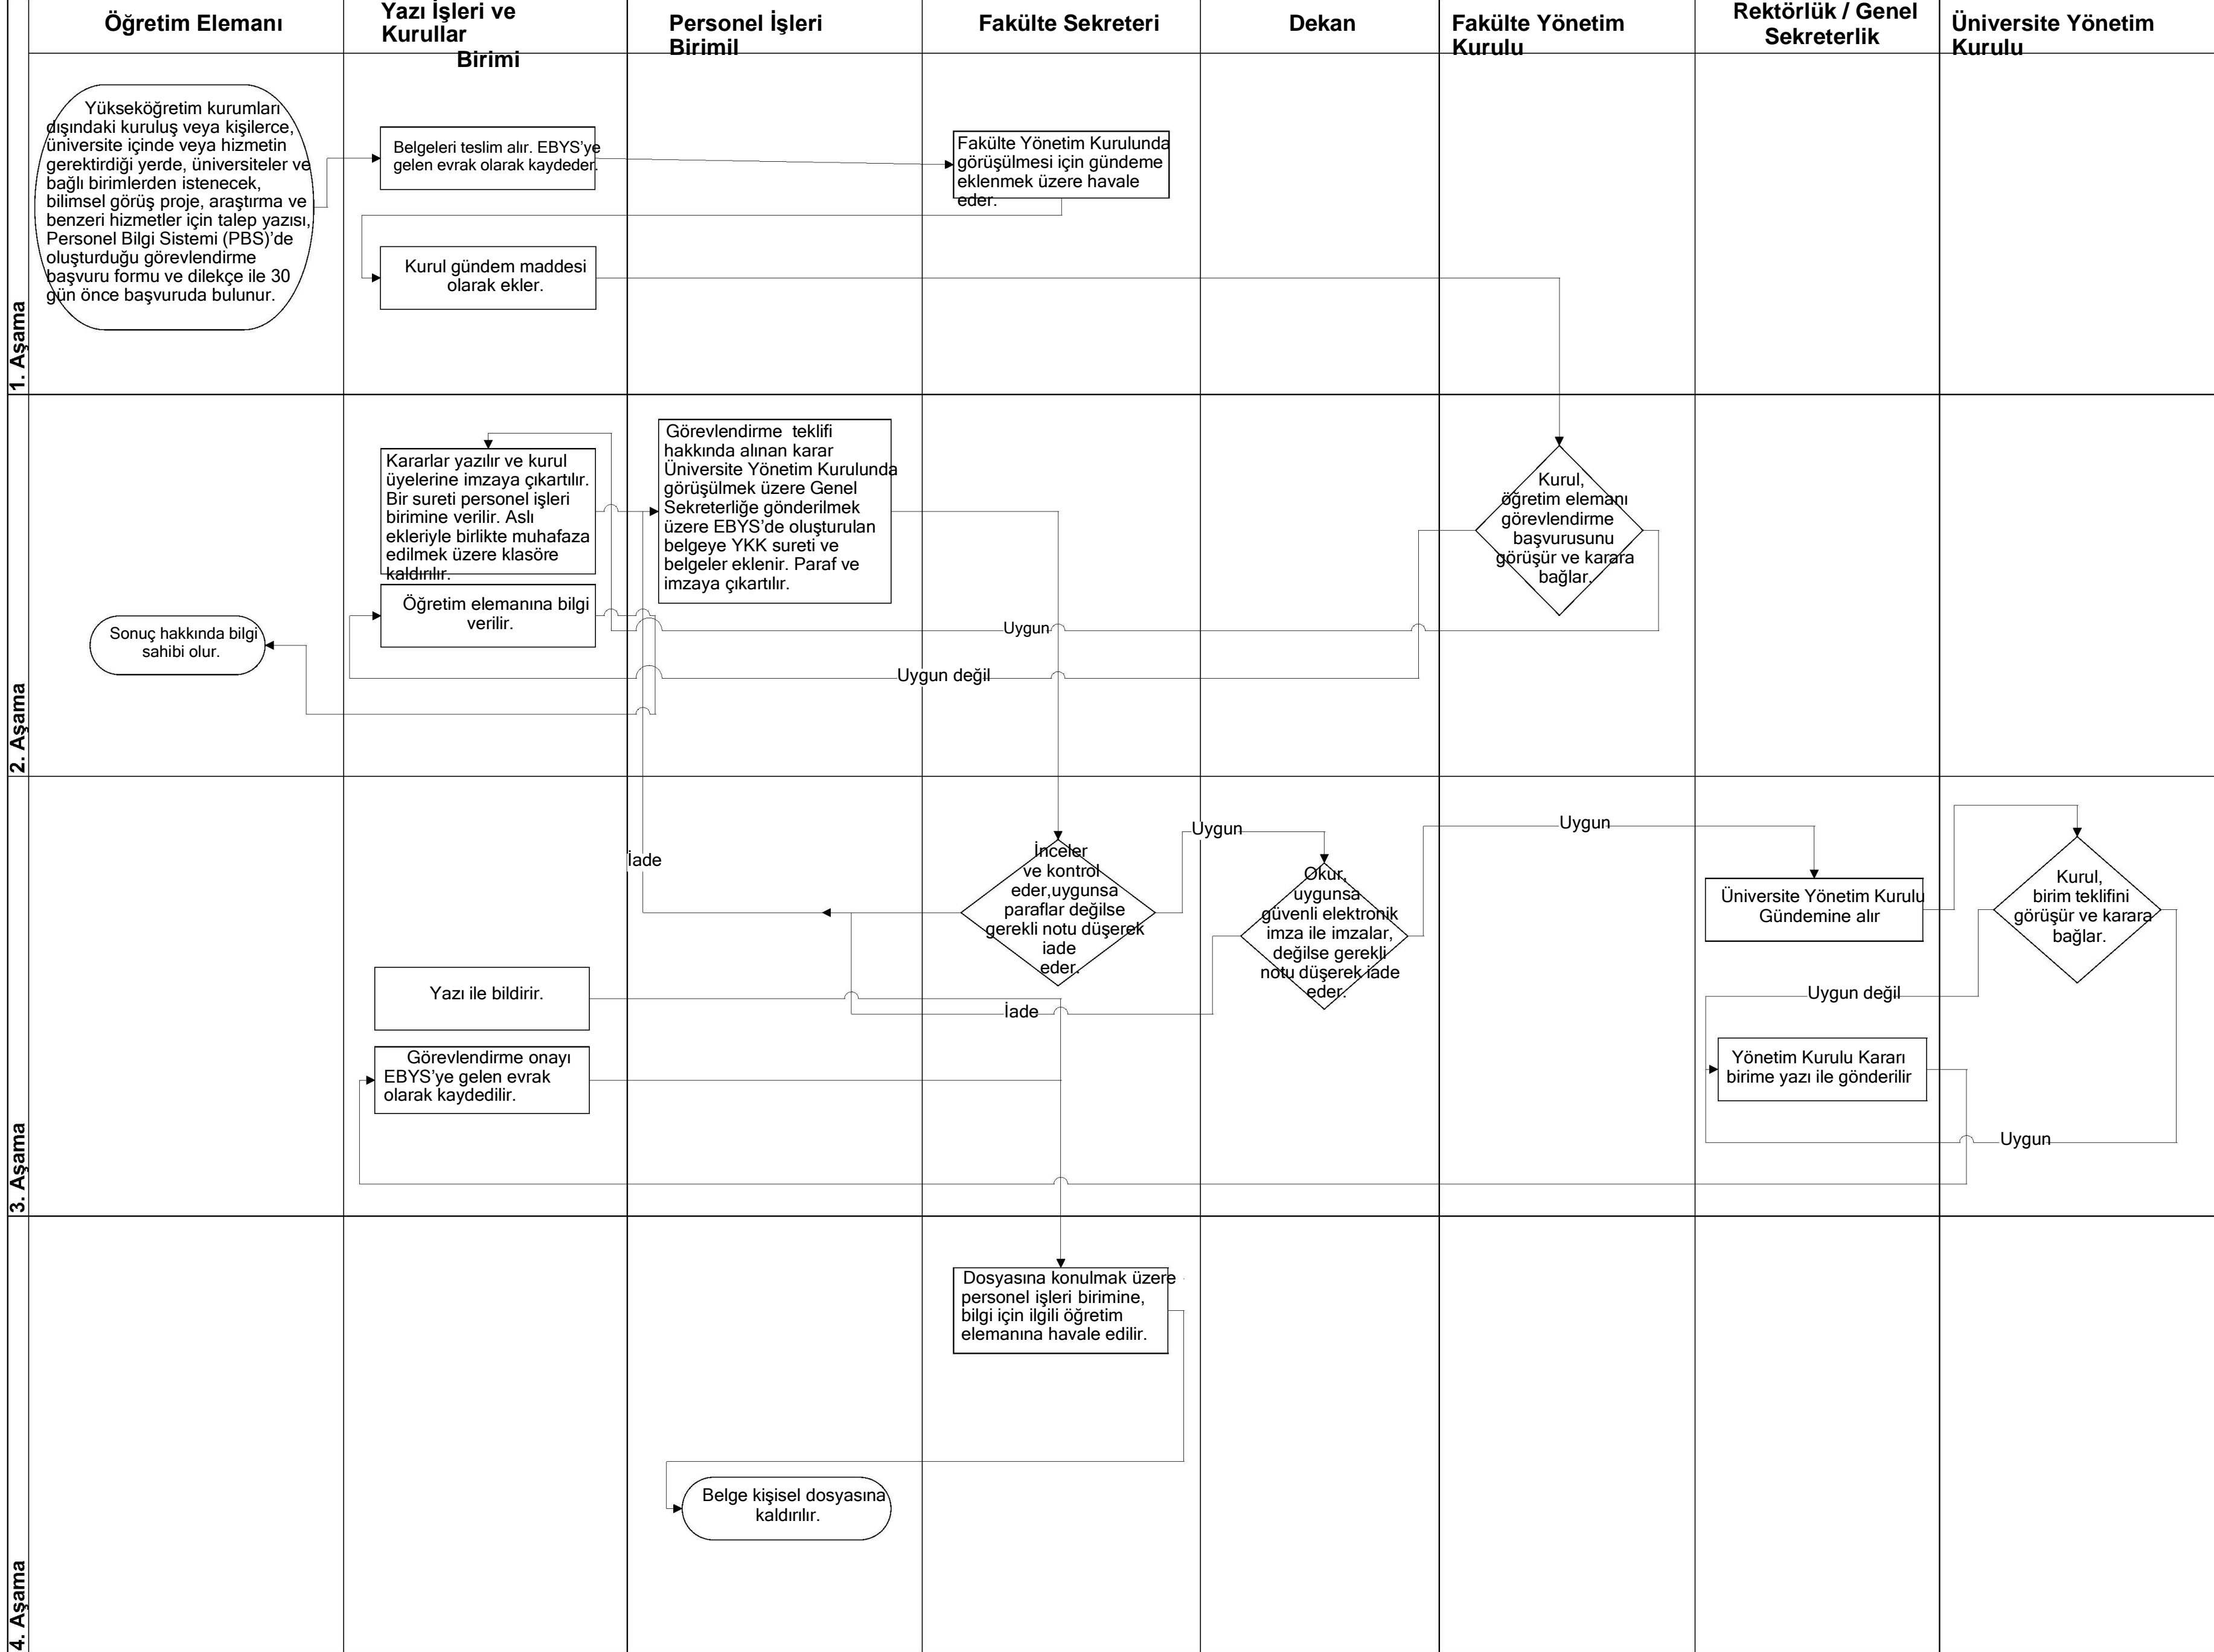 Öğretim Elemanı
Yazı İşleri ve
Kurullar
Birimi
Personel İşleri
Birimil
Fakülte Sekreteri
Dekan
Fakülte Yönetim
Kurulu
Rektörlük / Genel
Sekreterlik
Üniversite Yönetim
Kurulu
1. Aşama
Yükseköğretim kurumları
dışındaki kuruluş veya kişilerce,
üniversite içinde veya hizmetin
gerektirdiği yerde, üniversiteler ve
bağlı birimlerden istenecek,
bilimsel görüş proje, araştırma ve
benzeri hizmetler için talep yazısı,
Personel Bilgi Sistemi (PBS)’de
oluşturduğu görevlendirme
başvuru formu ve dilekçe ile 30
gün önce başvuruda bulunur.
Belgeleri teslim alır. EBYS’ye
gelen evrak olarak kaydeder.
Fakülte Yönetim Kurulunda
görüşülmesi için gündeme
eklenmek üzere havale
eder.
Kurul gündem maddesi
olarak ekler.
2. Aşama
Kararlar yazılır ve kurul
üyelerine imzaya çıkartılır.
Bir sureti personel işleri
birimine verilir. Aslı
ekleriyle birlikte muhafaza
edilmek üzere klasöre
kaldırılır.
Görevlendirme teklifi
hakkında alınan karar
Üniversite Yönetim Kurulunda
görüşülmek üzere Genel
Sekreterliğe gönderilmek
üzere EBYS’de oluşturulan
belgeye YKK sureti ve
belgeler eklenir. Paraf ve
imzaya çıkartılır.
Kurul,
öğretim elemanı
görevlendirme
başvurusunu
görüşür ve karara
bağlar.
Öğretim elemanına bilgi
verilir.
Sonuç hakkında bilgi
sahibi olur.
Uygun
Uygun değil
3. Aşama
İade
İnceler
ve kontrol
eder,uygunsa
paraflar değilse
gerekli notu düşerek
iade
eder.
Uygun
Okur,
uygunsa
güvenli elektronik
imza ile imzalar,
değilse gerekli
notu düşerek iade
eder.
Uygun
Üniversite Yönetim Kurulu
Gündemine alır
Kurul,
birim teklifini
görüşür ve karara
bağlar.
Yazı ile bildirir.
İade
Uygun değil
Görevlendirme onayı
EBYS’ye gelen evrak
olarak kaydedilir.
Yönetim Kurulu Kararı
birime yazı ile gönderilir
Uygun
4. Aşama
Dosyasına konulmak üzere
personel işleri birimine,
bilgi için ilgili öğretim
elemanına havale edilir.
Belge kişisel dosyasına
kaldırılır.